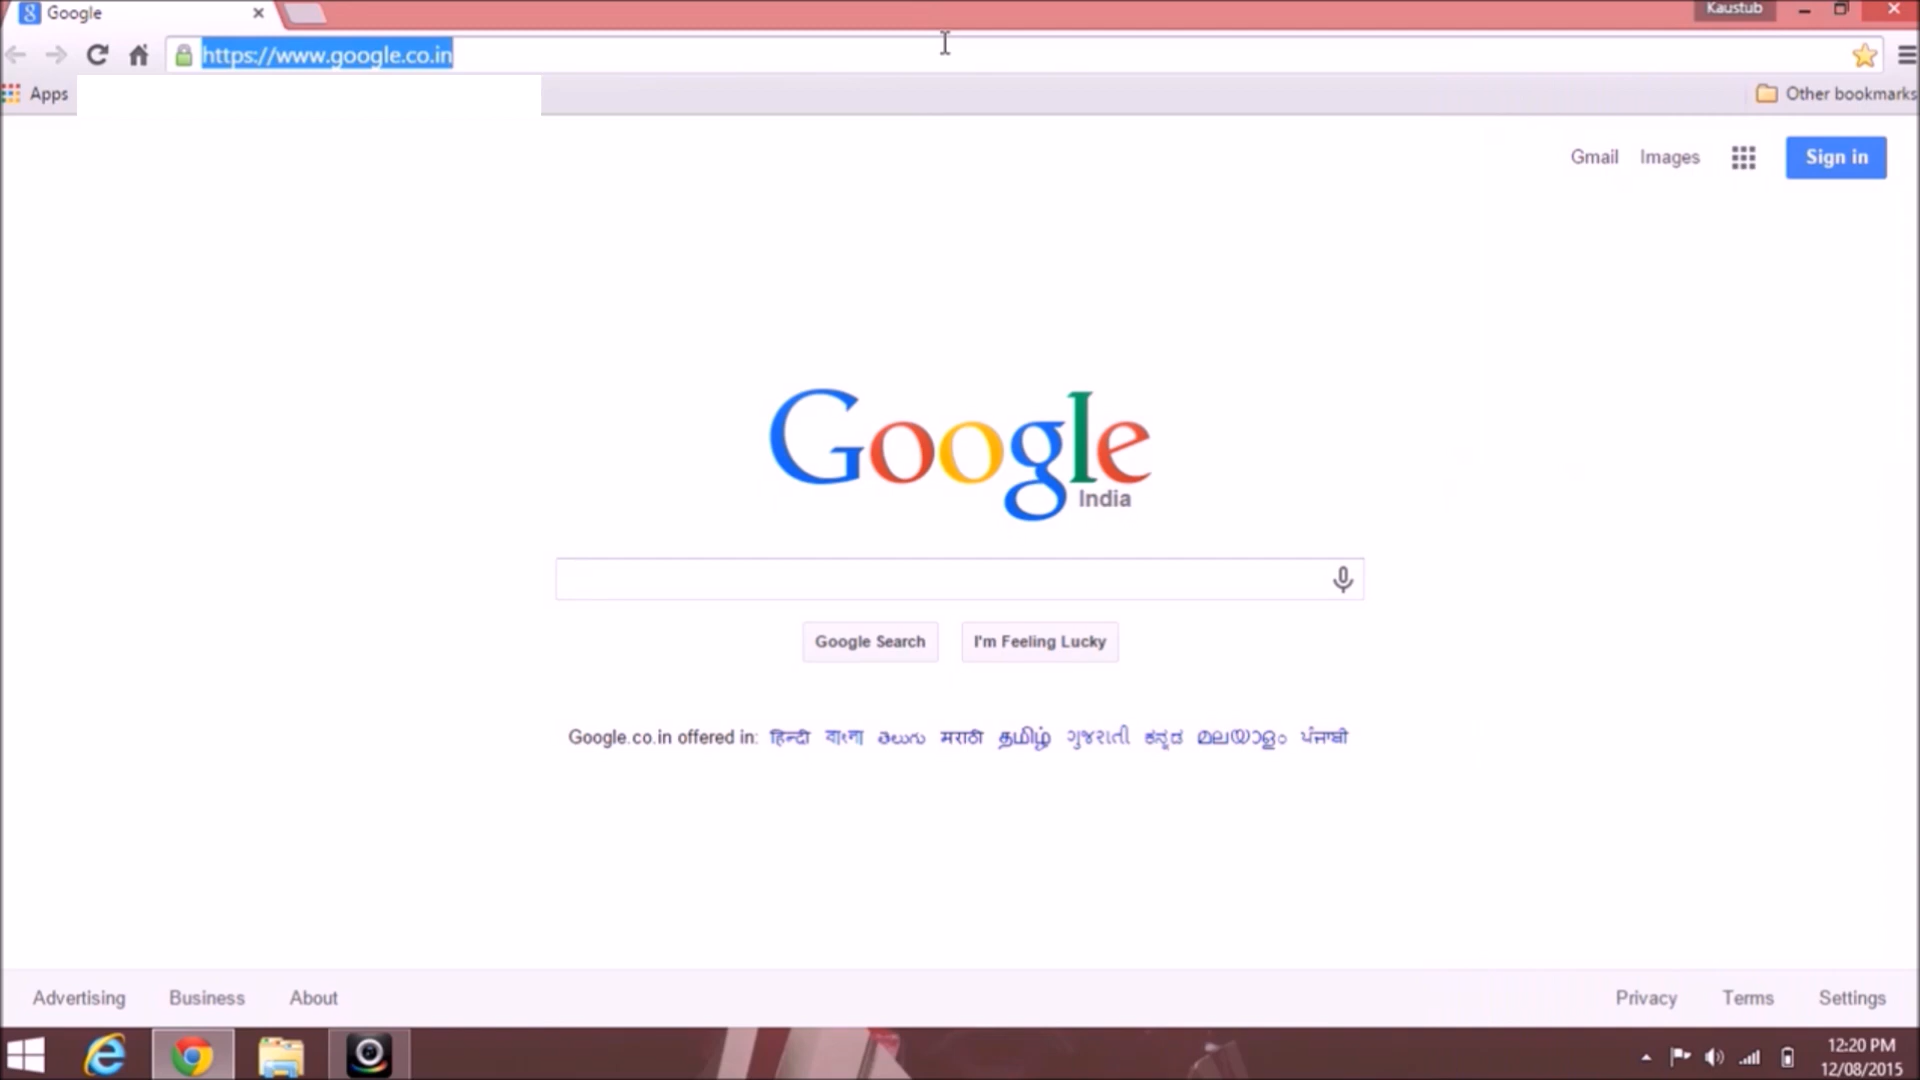 Google
Kaustub
https://www.google.co.in
Apps
Other bookmarks
Gmail Images Sign in
Google
India
Google Search I'm Feeling Lucky
Google.co.in offered in: हिन्दी বাংলা తెలుగు मराठी தமிழ் ગુજરાતી ಕನ್ನಡ മലയാളം ਪੰਜਾਬੀ
Advertising Business About Privacy Terms Settings
12:20 PM
12/08/2015